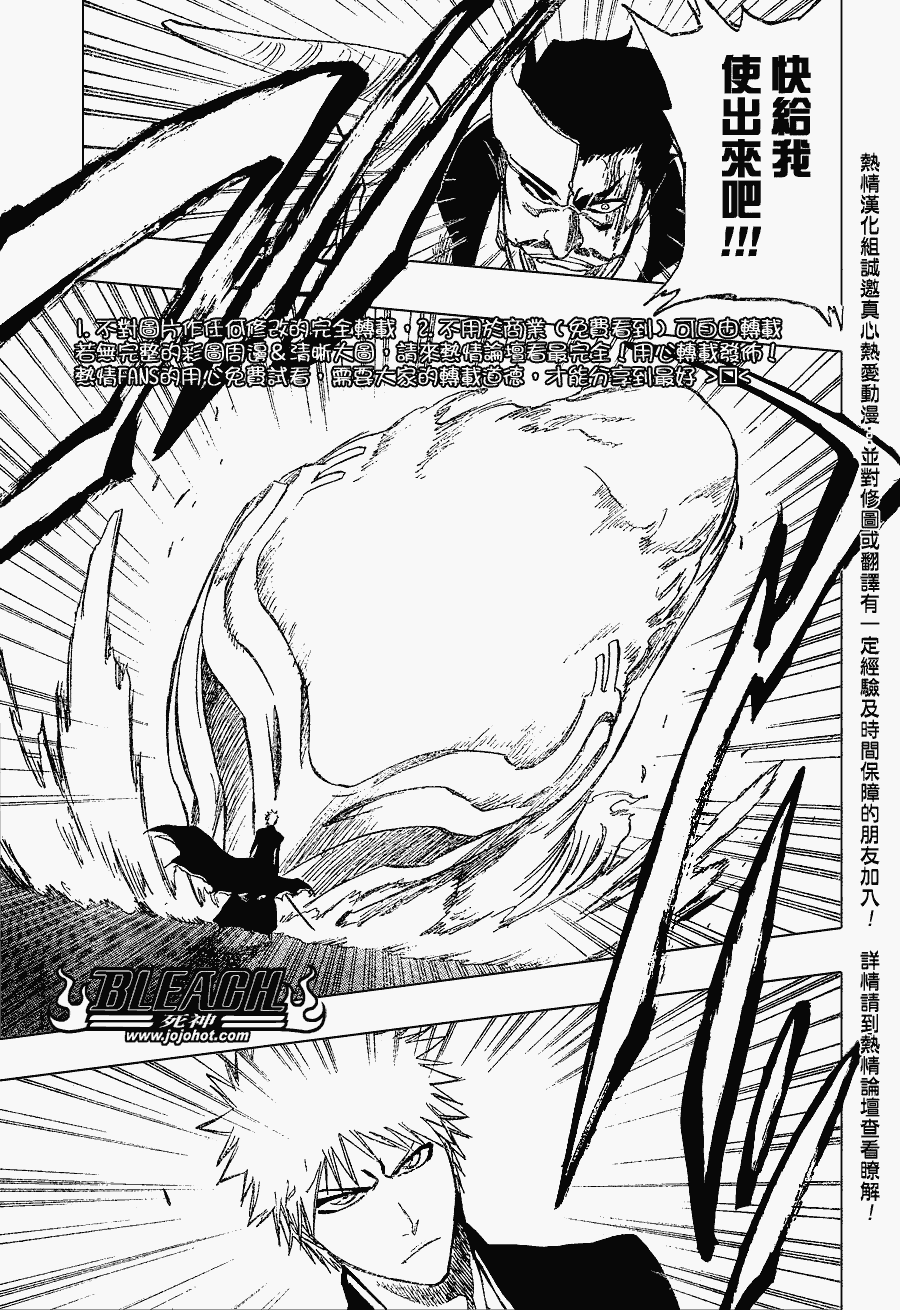 快給我
使出來吧!!!
1. 不對圖片作任何修改的完全轉載，2. 不用於商業（免費看到）可自由轉載
若無完整的彩圖周漫&清晰大圖，請來熱情論壇看最完全！用心轉載發佈！
熱情FANS的用心免費試看，需要大家的轉載道德，才能分享到最好 >□<
熱情漢化組誠邀真心熱愛動漫…並對修圖或翻譯有一定經驗及時間保障的朋友加入！ 詳情請到熱情論壇查看瞭解！
BLEACH
死神
www.jojohot.com